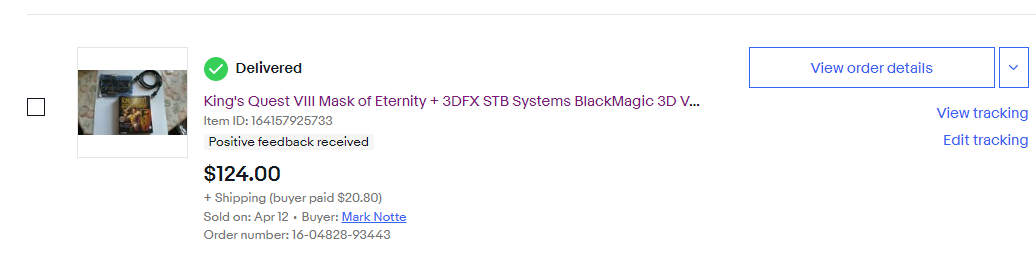 Delivered
King's Quest VIII Mask of Eternity + 3DFX STB Systems BlackMagic 3D V...
Item ID: 164157925733
Positive feedback received
$124.00
+ Shipping (buyer paid $20.80)
Sold on: Apr 12 • Buyer: Mark Notte
Order number: 16-04828-93443
View order details
View tracking
Edit tracking